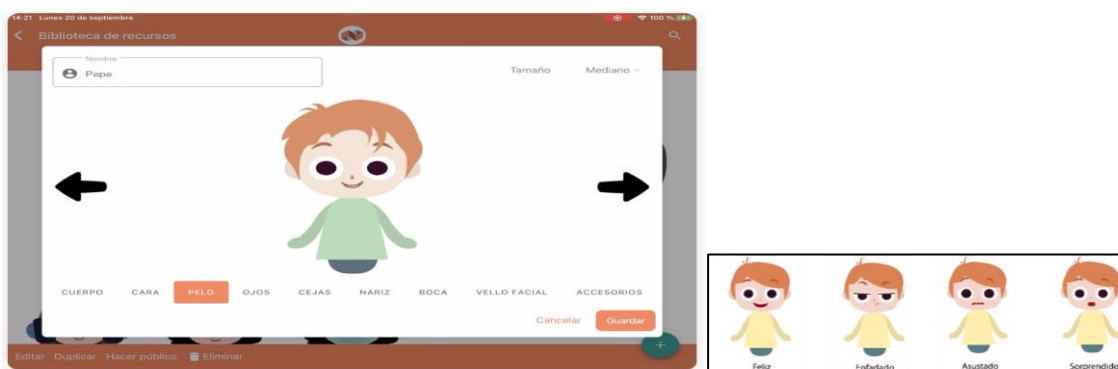 14:21 Lunes 20 de septiembre 100 %
Biblioteca de recursos
Nombre
Pepe
Tamaño Mediano
CUERPO CARA PELO OJOS CEJAS NARIZ BOCA VELLO FACIAL ACCESORIOS
Cancelar Guardar
Editar Duplicar Hacer público Eliminar
Feliz Enfadado Asustado Sorprendido